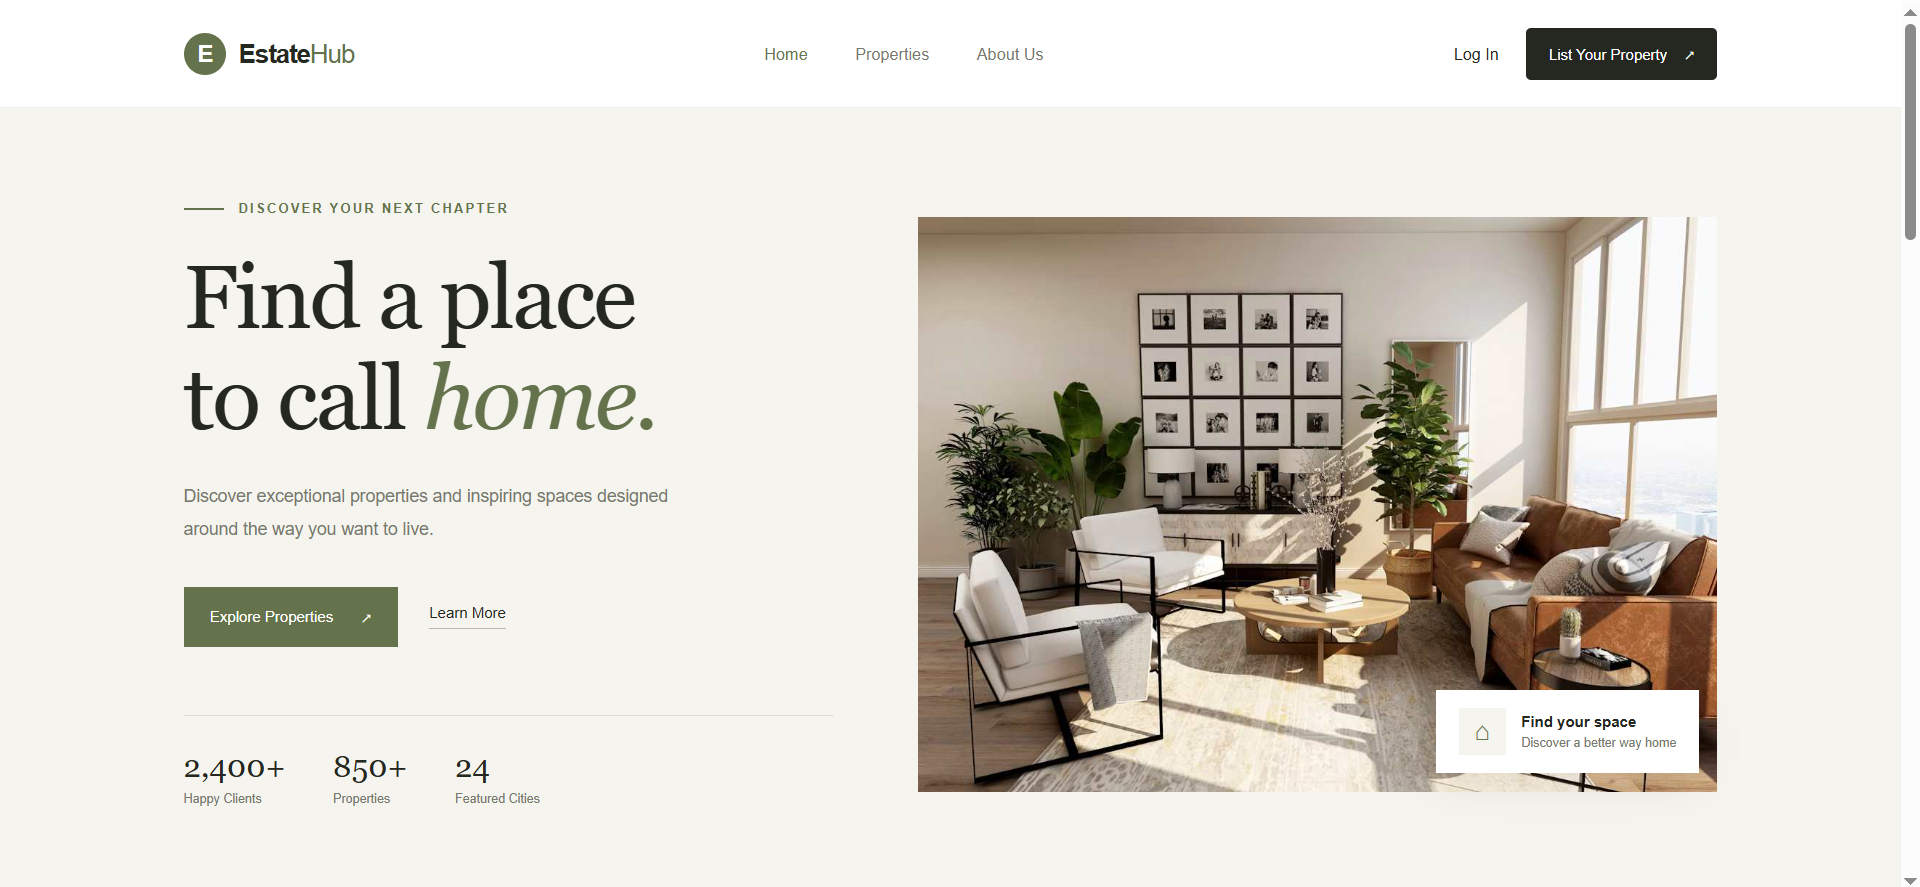 E EstateHub
Home
Properties
About Us
Log In
List Your Property ↗
DISCOVER YOUR NEXT CHAPTER
Find a place
to call home.
Discover exceptional properties and inspiring spaces designed
around the way you want to live.
Explore Properties ↗
Learn More
2,400+
Happy Clients
850+
Properties
24
Featured Cities
Find your space
Discover a better way home